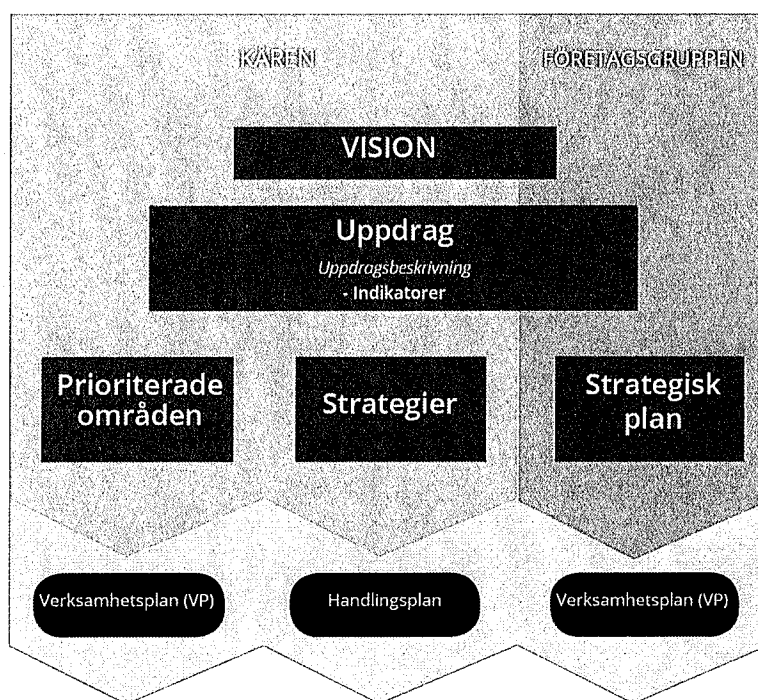 KÅREN
FÖRETAGSGRUPPEN
VISION
Uppdrag
Uppdragsbeskrivning
- Indikatorer
Prioriterade
områden
Strategier
Strategisk
plan
Verksamhetsplan (VP)
Handlingsplan
Verksamhetsplan (VP)